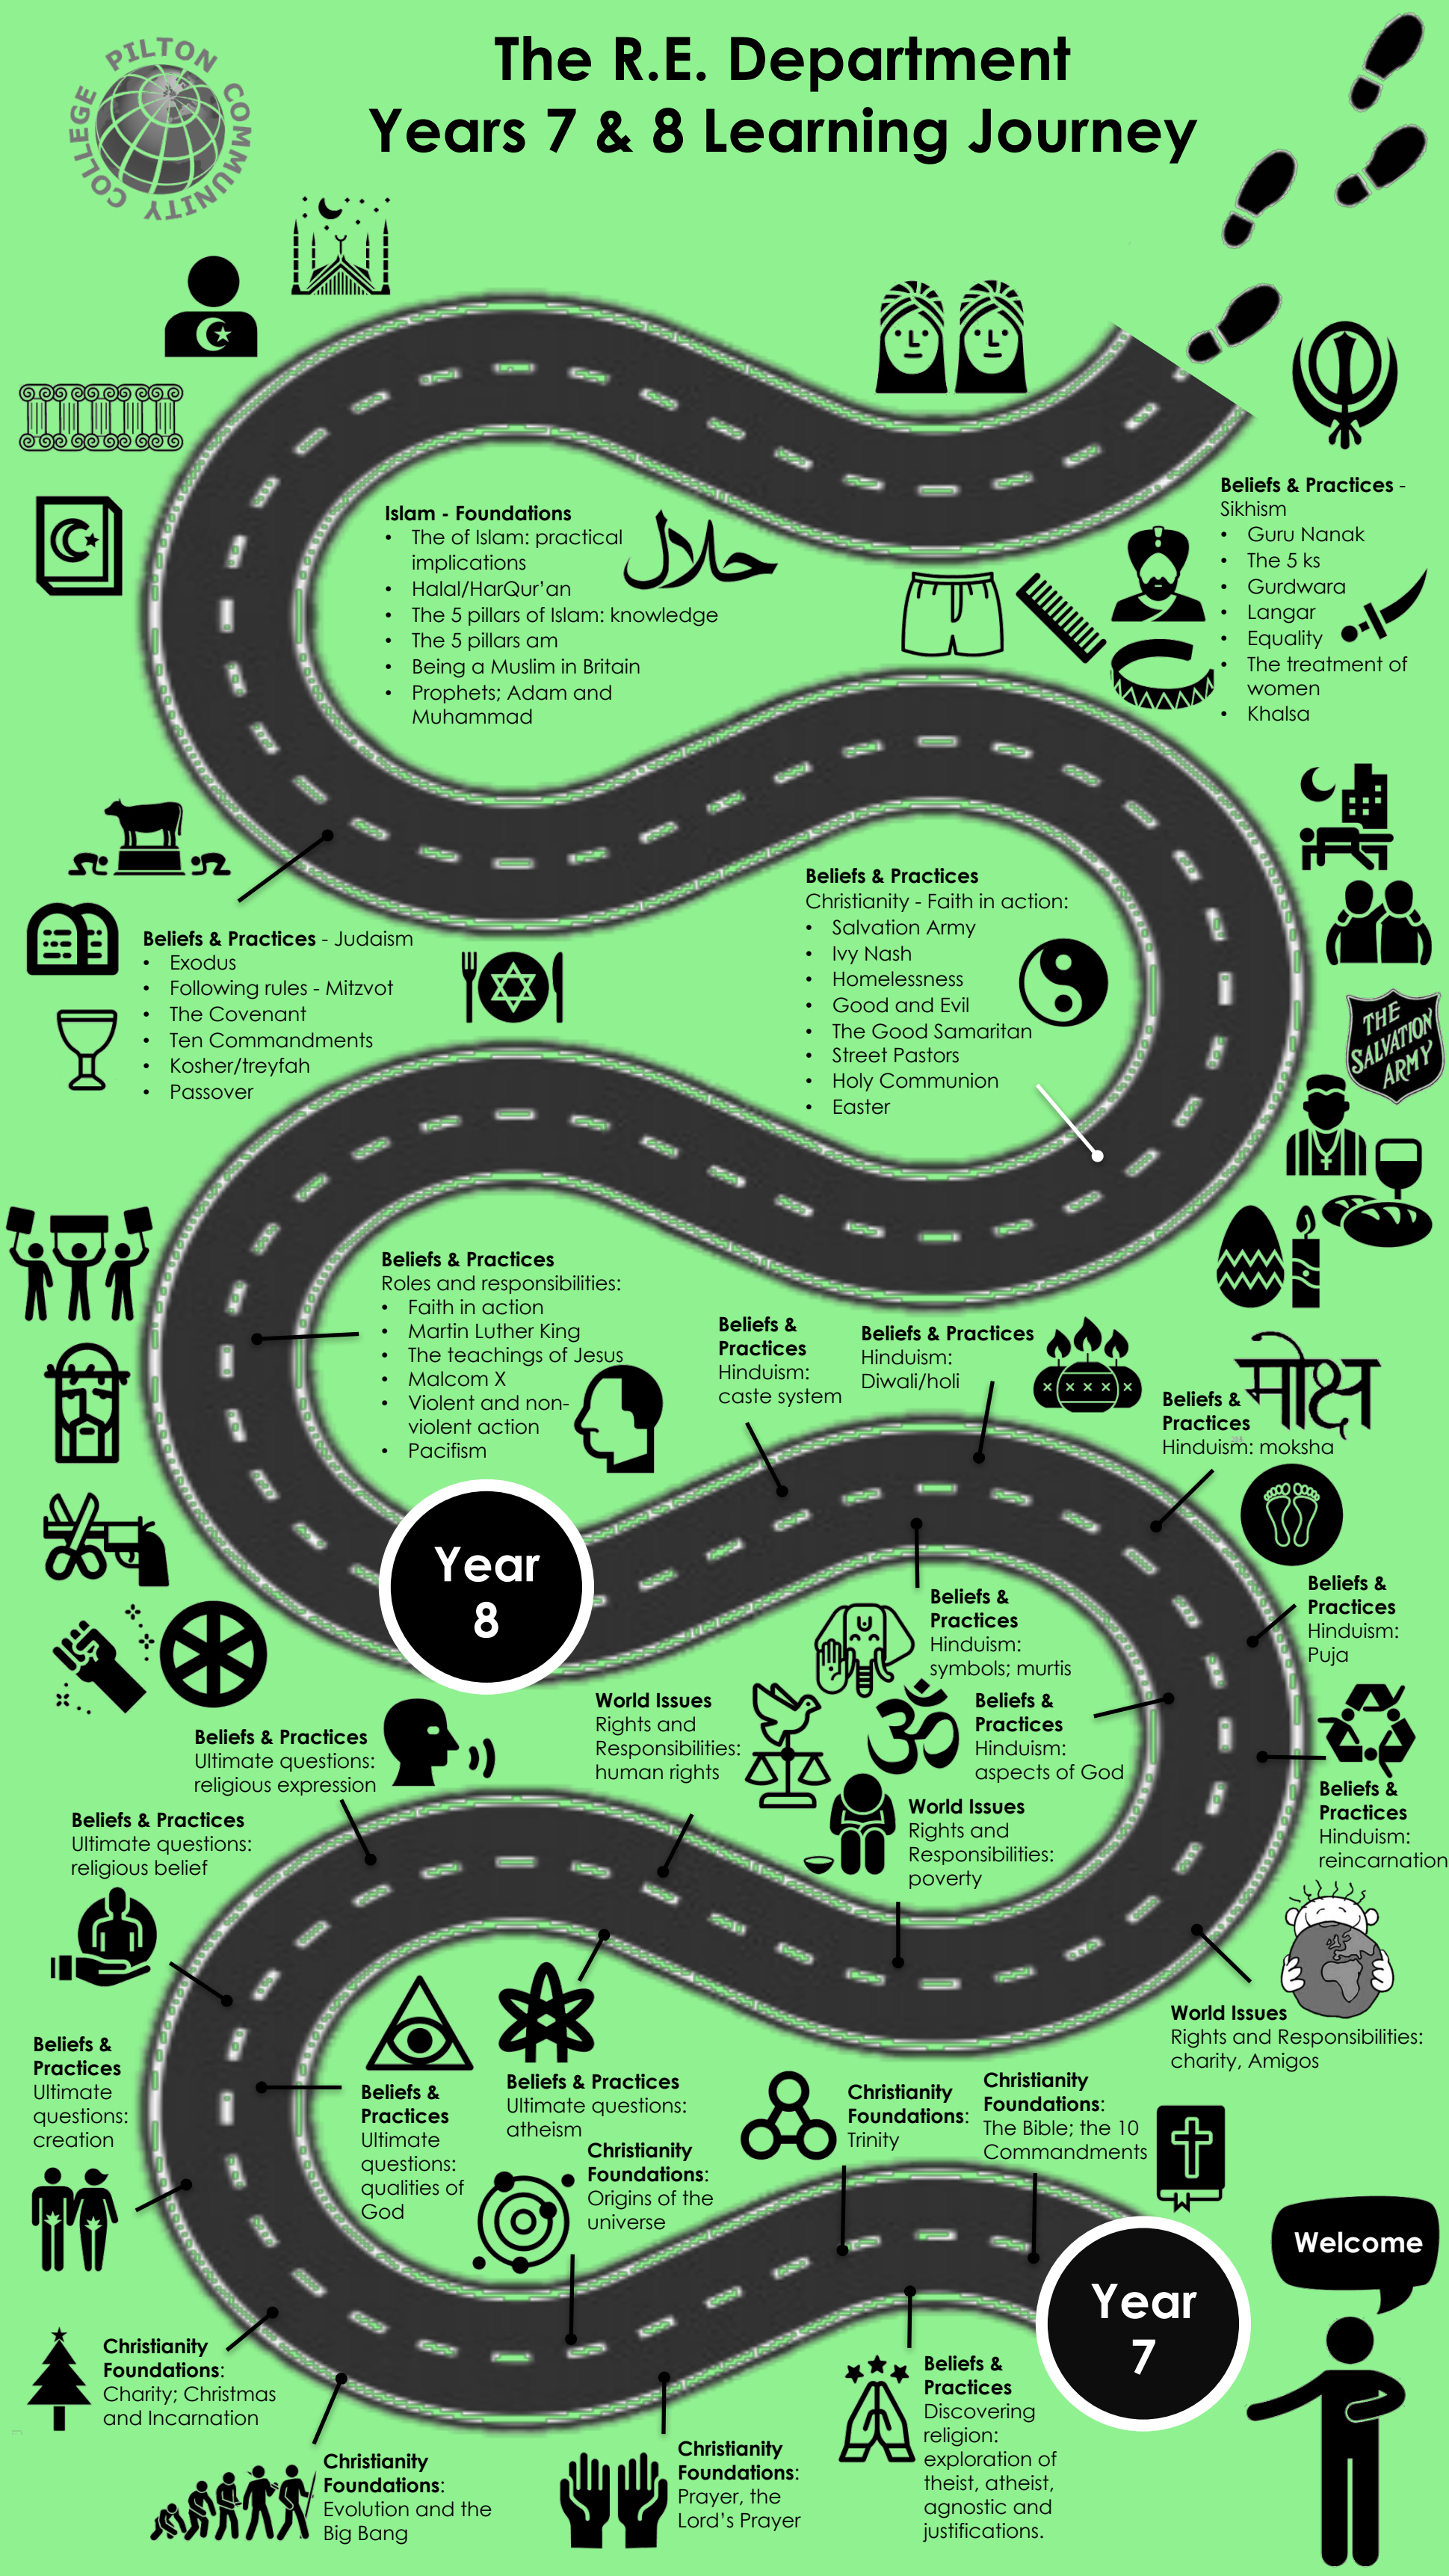 PILTON COMMUNITY COLLEGE
The R.E. Department
Years 7 & 8 Learning Journey
Islam - Foundations
• The of Islam: practical
implications
• Halal/HarQur'an
• The 5 pillars of Islam: knowledge
• The 5 pillars am
• Being a Muslim in Britain
• Prophets; Adam and
Muhammad
حلال
Beliefs & Practices -
Sikhism
• Guru Nanak
• The 5 ks
• Gurdwara
• Langar
• Equality
• The treatment of
women
• Khalsa
Beliefs & Practices
Christianity - Faith in action:
• Salvation Army
• Ivy Nash
• Homelessness
• Good and Evil
• The Good Samaritan
• Street Pastors
• Holy Communion
• Easter
THE
SALVATION
ARMY
Beliefs & Practices - Judaism
• Exodus
• Following rules - Mitzvot
• The Covenant
• Ten Commandments
• Kosher/treyfah
• Passover
Beliefs & Practices
Roles and responsibilities:
• Faith in action
• Martin Luther King
• The teachings of Jesus
• Malcom X
• Violent and non-
violent action
• Pacifism
Beliefs &
Practices
Hinduism:
caste system
Beliefs & Practices
Hinduism:
Diwali/holi
Beliefs &
Practices
Hinduism: moksha
मोक्ष
Year
8
Beliefs &
Practices
Hinduism:
symbols; murtis
Beliefs &
Practices
Hinduism:
Puja
Beliefs &
Practices
Hinduism:
aspects of God
ॐ
Beliefs &
Practices
Hinduism:
reincarnation
World Issues
Rights and
Responsibilities:
human rights
World Issues
Rights and
Responsibilities:
poverty
World Issues
Rights and Responsibilities:
charity, Amigos
Beliefs & Practices
Ultimate questions:
religious expression
Beliefs & Practices
Ultimate questions:
religious belief
Beliefs & Practices
Ultimate questions:
atheism
Beliefs &
Practices
Ultimate
questions:
qualities of
God
Beliefs &
Practices
Ultimate
questions:
creation
Christianity
Foundations:
Origins of the
universe
Christianity
Foundations:
Trinity
Christianity
Foundations:
The Bible; the 10
Commandments
Year
7
Welcome
Christianity
Foundations:
Charity; Christmas
and Incarnation
Christianity
Foundations:
Evolution and the
Big Bang
Christianity
Foundations:
Prayer, the
Lord's Prayer
Beliefs &
Practices
Discovering
religion:
exploration of
theist, atheist,
agnostic and
justifications.